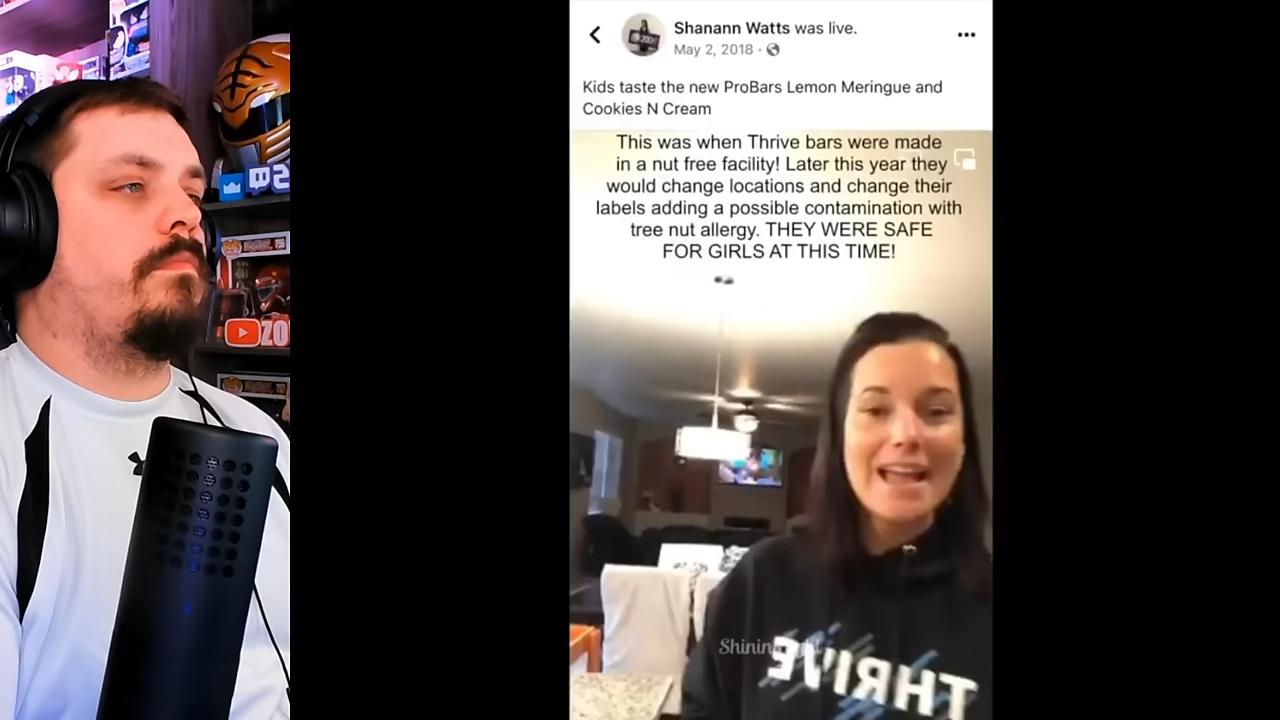 Shanann Watts was live.
May 2, 2018 ·
Kids taste the new ProBars Lemon Meringue and
Cookies N Cream
This was when Thrive bars were made
in a nut free facility! Later this year they
would change locations and change their
labels adding a possible contamination with
tree nut allergy. THEY WERE SAFE
FOR GIRLS AT THIS TIME!
THRIVE